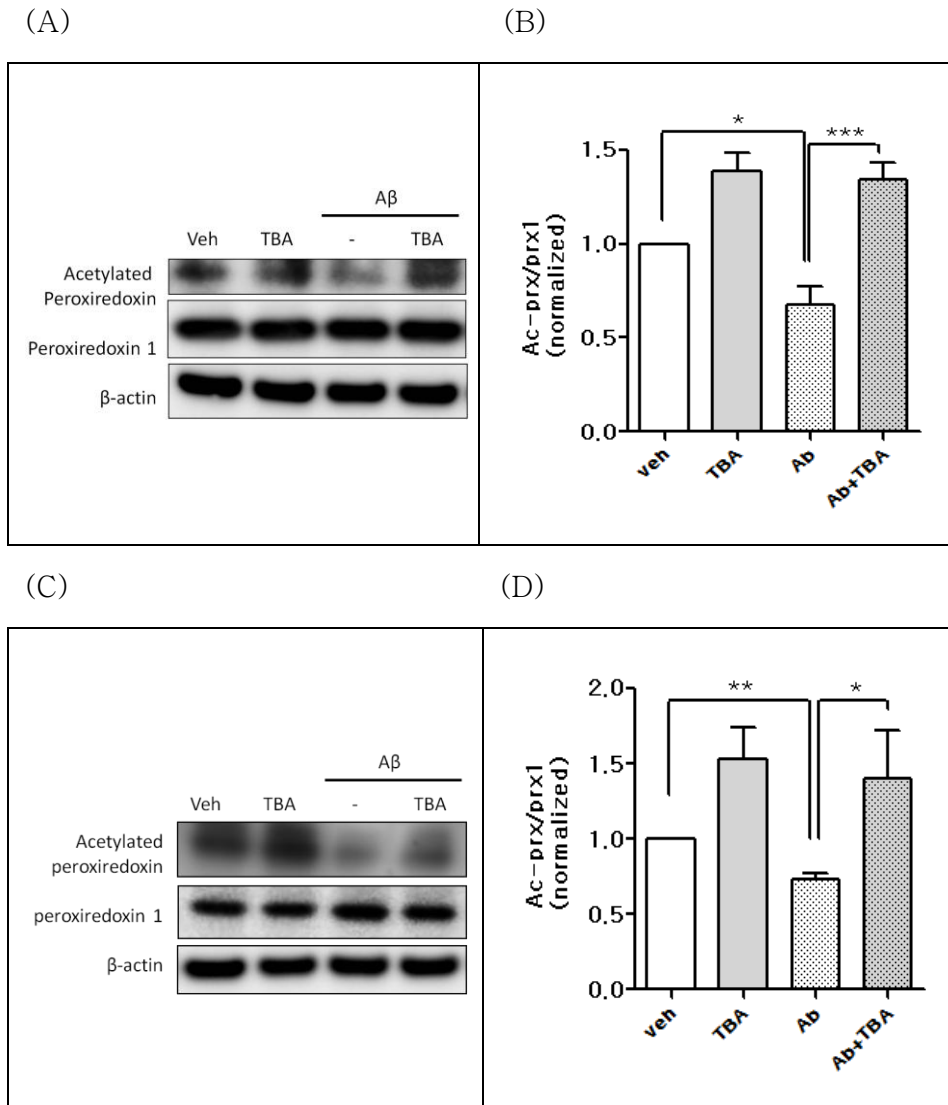 (A)
(B)
Aβ
Veh TBA - TBA
Acetylated
Peroxiredoxin
Peroxiredoxin 1
β-actin
* ***
1.5
1.0
0.5
0.0
Ac-prx/prx1
(normalized)
veh TBA Ab Ab+TBA
(C)
(D)
Aβ
Veh TBA - TBA
Acetylated
peroxiredoxin
peroxiredoxin 1
β-actin
** *
2.0
1.5
1.0
0.5
0.0
Ac-prx/prx1
(normalized)
veh TBA Ab Ab+TBA